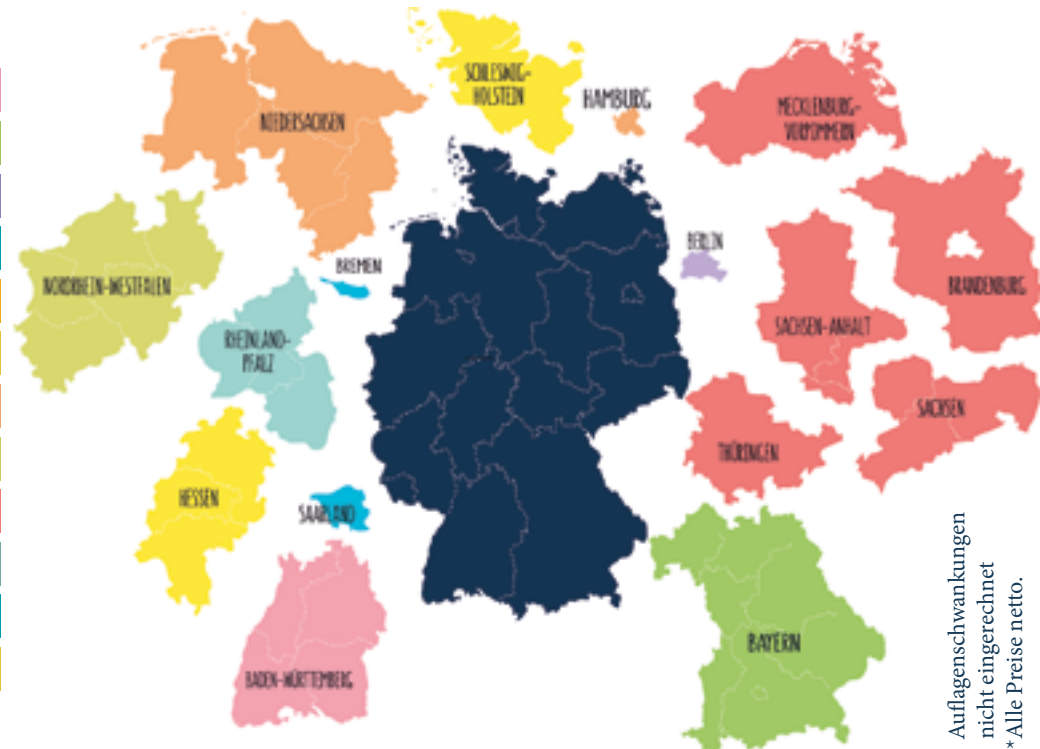 SCHLESWIG-
HOLSTEIN
HAMBURG
MECKLENBURG-
VORPOMMERN
NIEDERSACHSEN
BREMEN
BERLIN
NORDRHEIN-WESTFALEN
BRANDENBURG
SACHSEN-ANHALT
RHEINLAND-
PFALZ
SACHSEN
THÜRINGEN
HESSEN
SAARLAND
BAYERN
BADEN-WÜRTTEMBERG
Auflagenschwankungen
nicht eingerechnet
* Alle Preise netto.